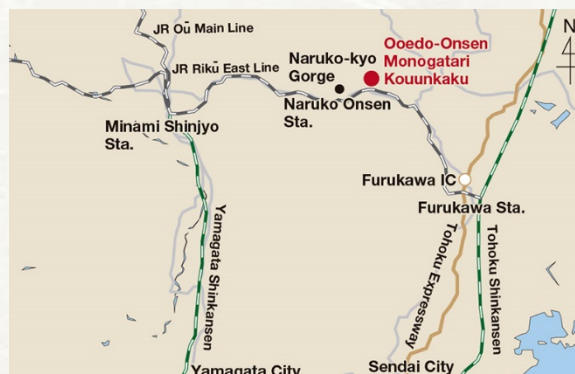 JR Oū Main Line
N
Ooedo-Onsen
Monogatari
Kouunkaku
Naruko-kyo
Gorge
JR Rikū East Line
Naruko Onsen
Sta.
Minami Shinjyo
Sta.
Furukawa IC
Furukawa Sta.
Yamagata Shinkansen
Tohoku Expressway
Tohoku Shinkansen
Yamagata City
Sendai City